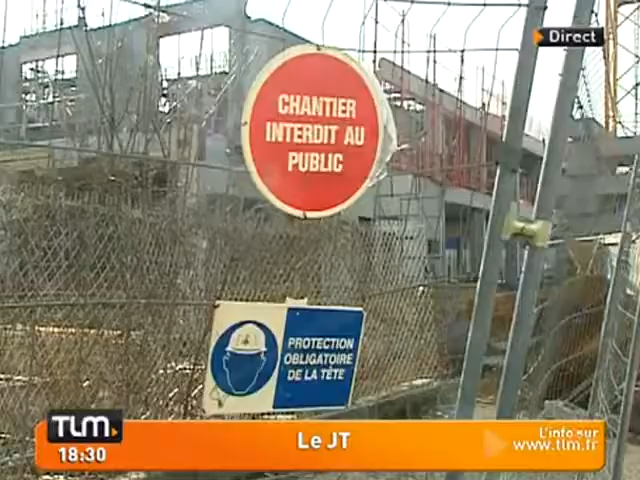 Direct
CHANTIER
INTERDIT AU
PUBLIC
PROTECTION
OBLIGATOIRE
DE LA TÊTE
TLM
18:30
Le JT
L'info sur
www.tlm.fr